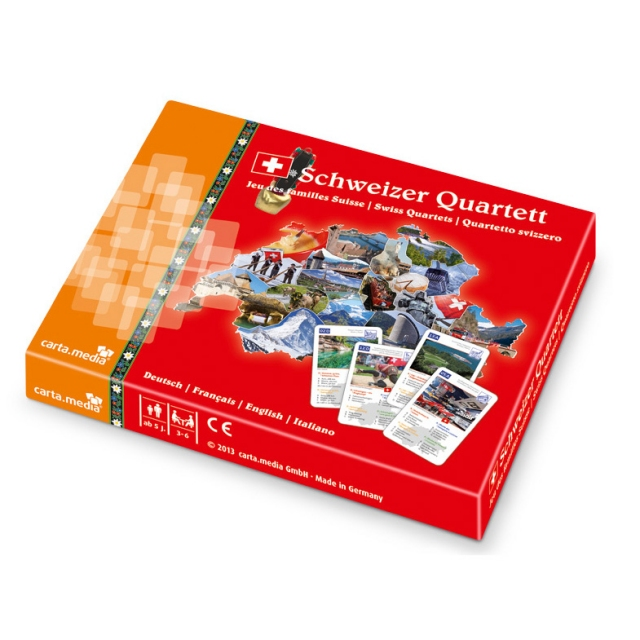 Schweizer Quartett
Jeu des familles Suisse | Swiss Quartets | Quartetto svizzero
carta.media
Deutsch | Français | English | Italiano
carta.media
ab 5 J.
3-6
CE
© 2013 carta.media GmbH · Made in Germany
Schweizer Quartett